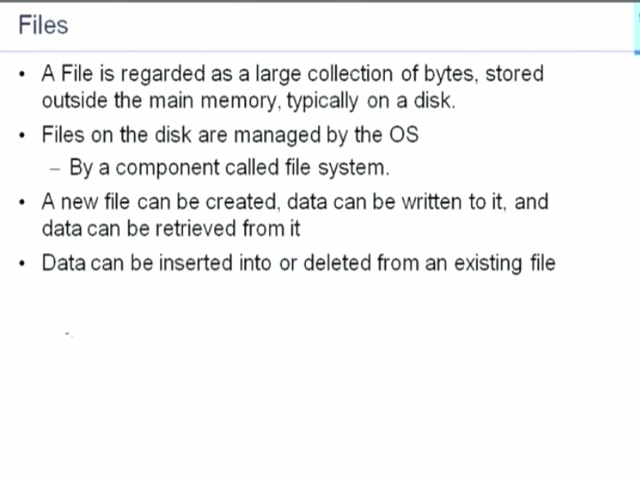 Files
• A File is regarded as a large collection of bytes, stored
outside the main memory, typically on a disk.
• Files on the disk are managed by the OS
– By a component called file system.
• A new file can be created, data can be written to it, and
data can be retrieved from it
• Data can be inserted into or deleted from an existing file